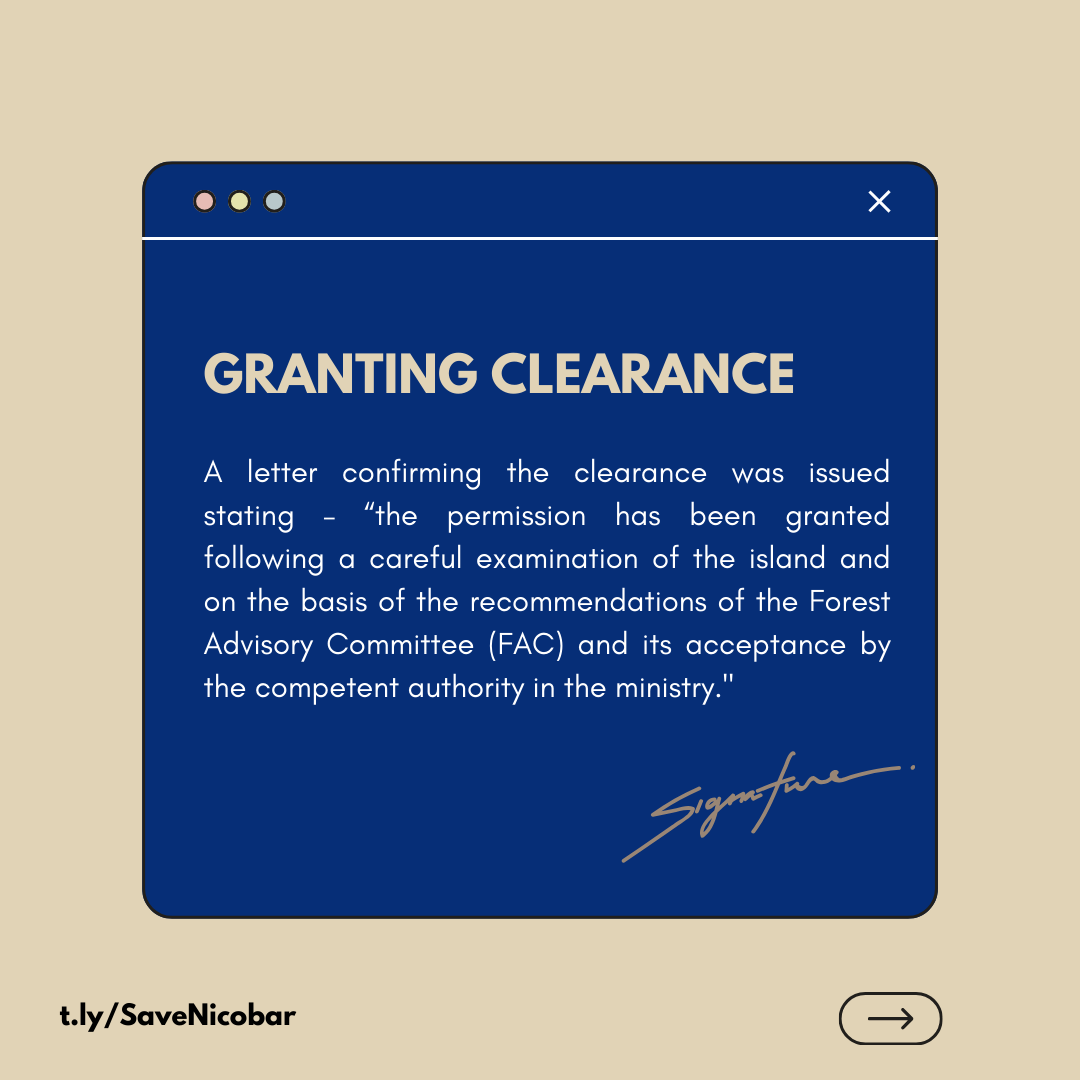 GRANTING CLEARANCE
A letter confirming the clearance was issued
stating – “the permission has been granted
following a careful examination of the island and
on the basis of the recommendations of the Forest
Advisory Committee (FAC) and its acceptance by
the competent authority in the ministry."
Signature
t.ly/SaveNicobar